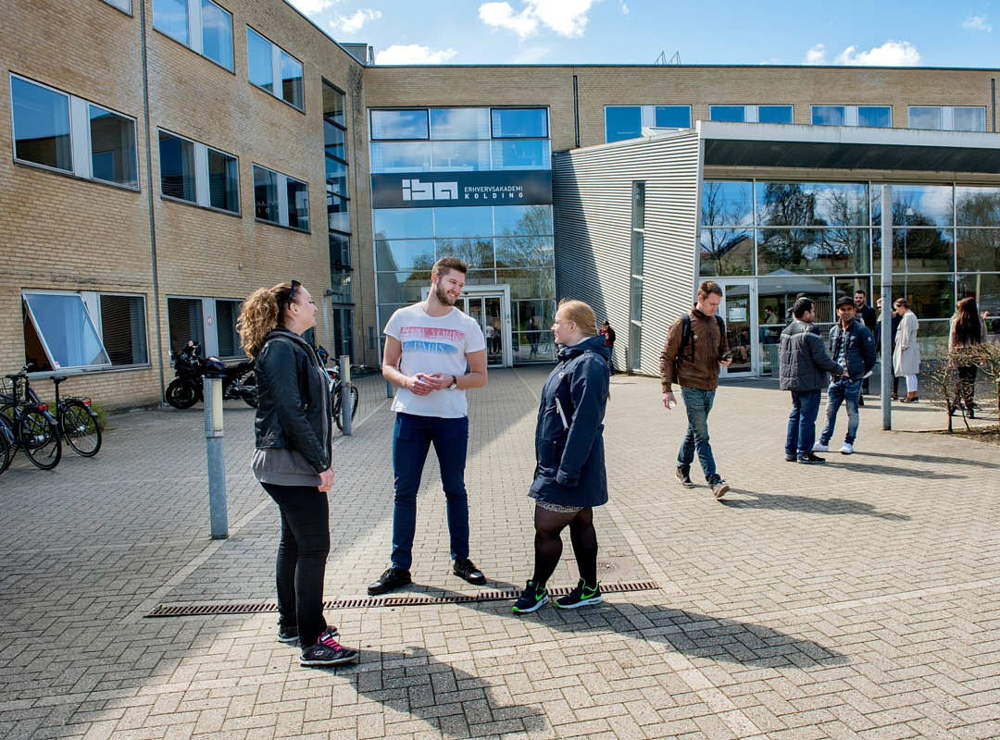 iba ERHVERVSAKADEMI
KOLDING
NEW YORK
PARIS